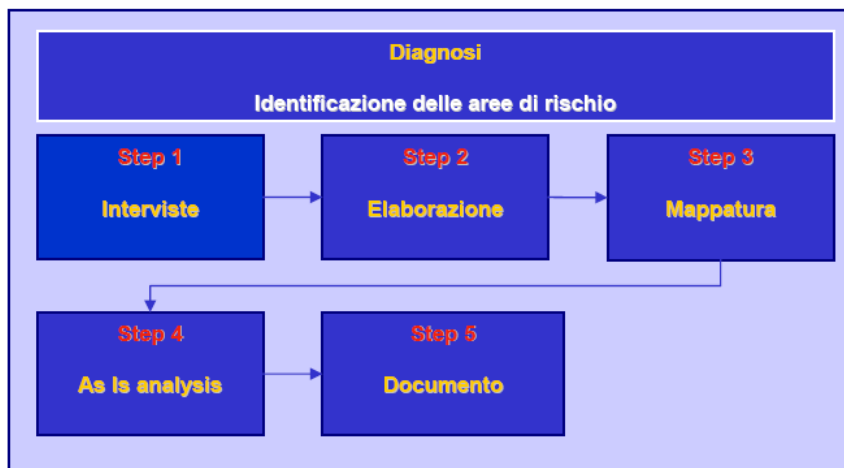 Diagnosi
Identificazione delle aree di rischio
Step 1
Interviste
Step 2
Elaborazione
Step 3
Mappatura
Step 4
As Is analysis
Step 5
Documento